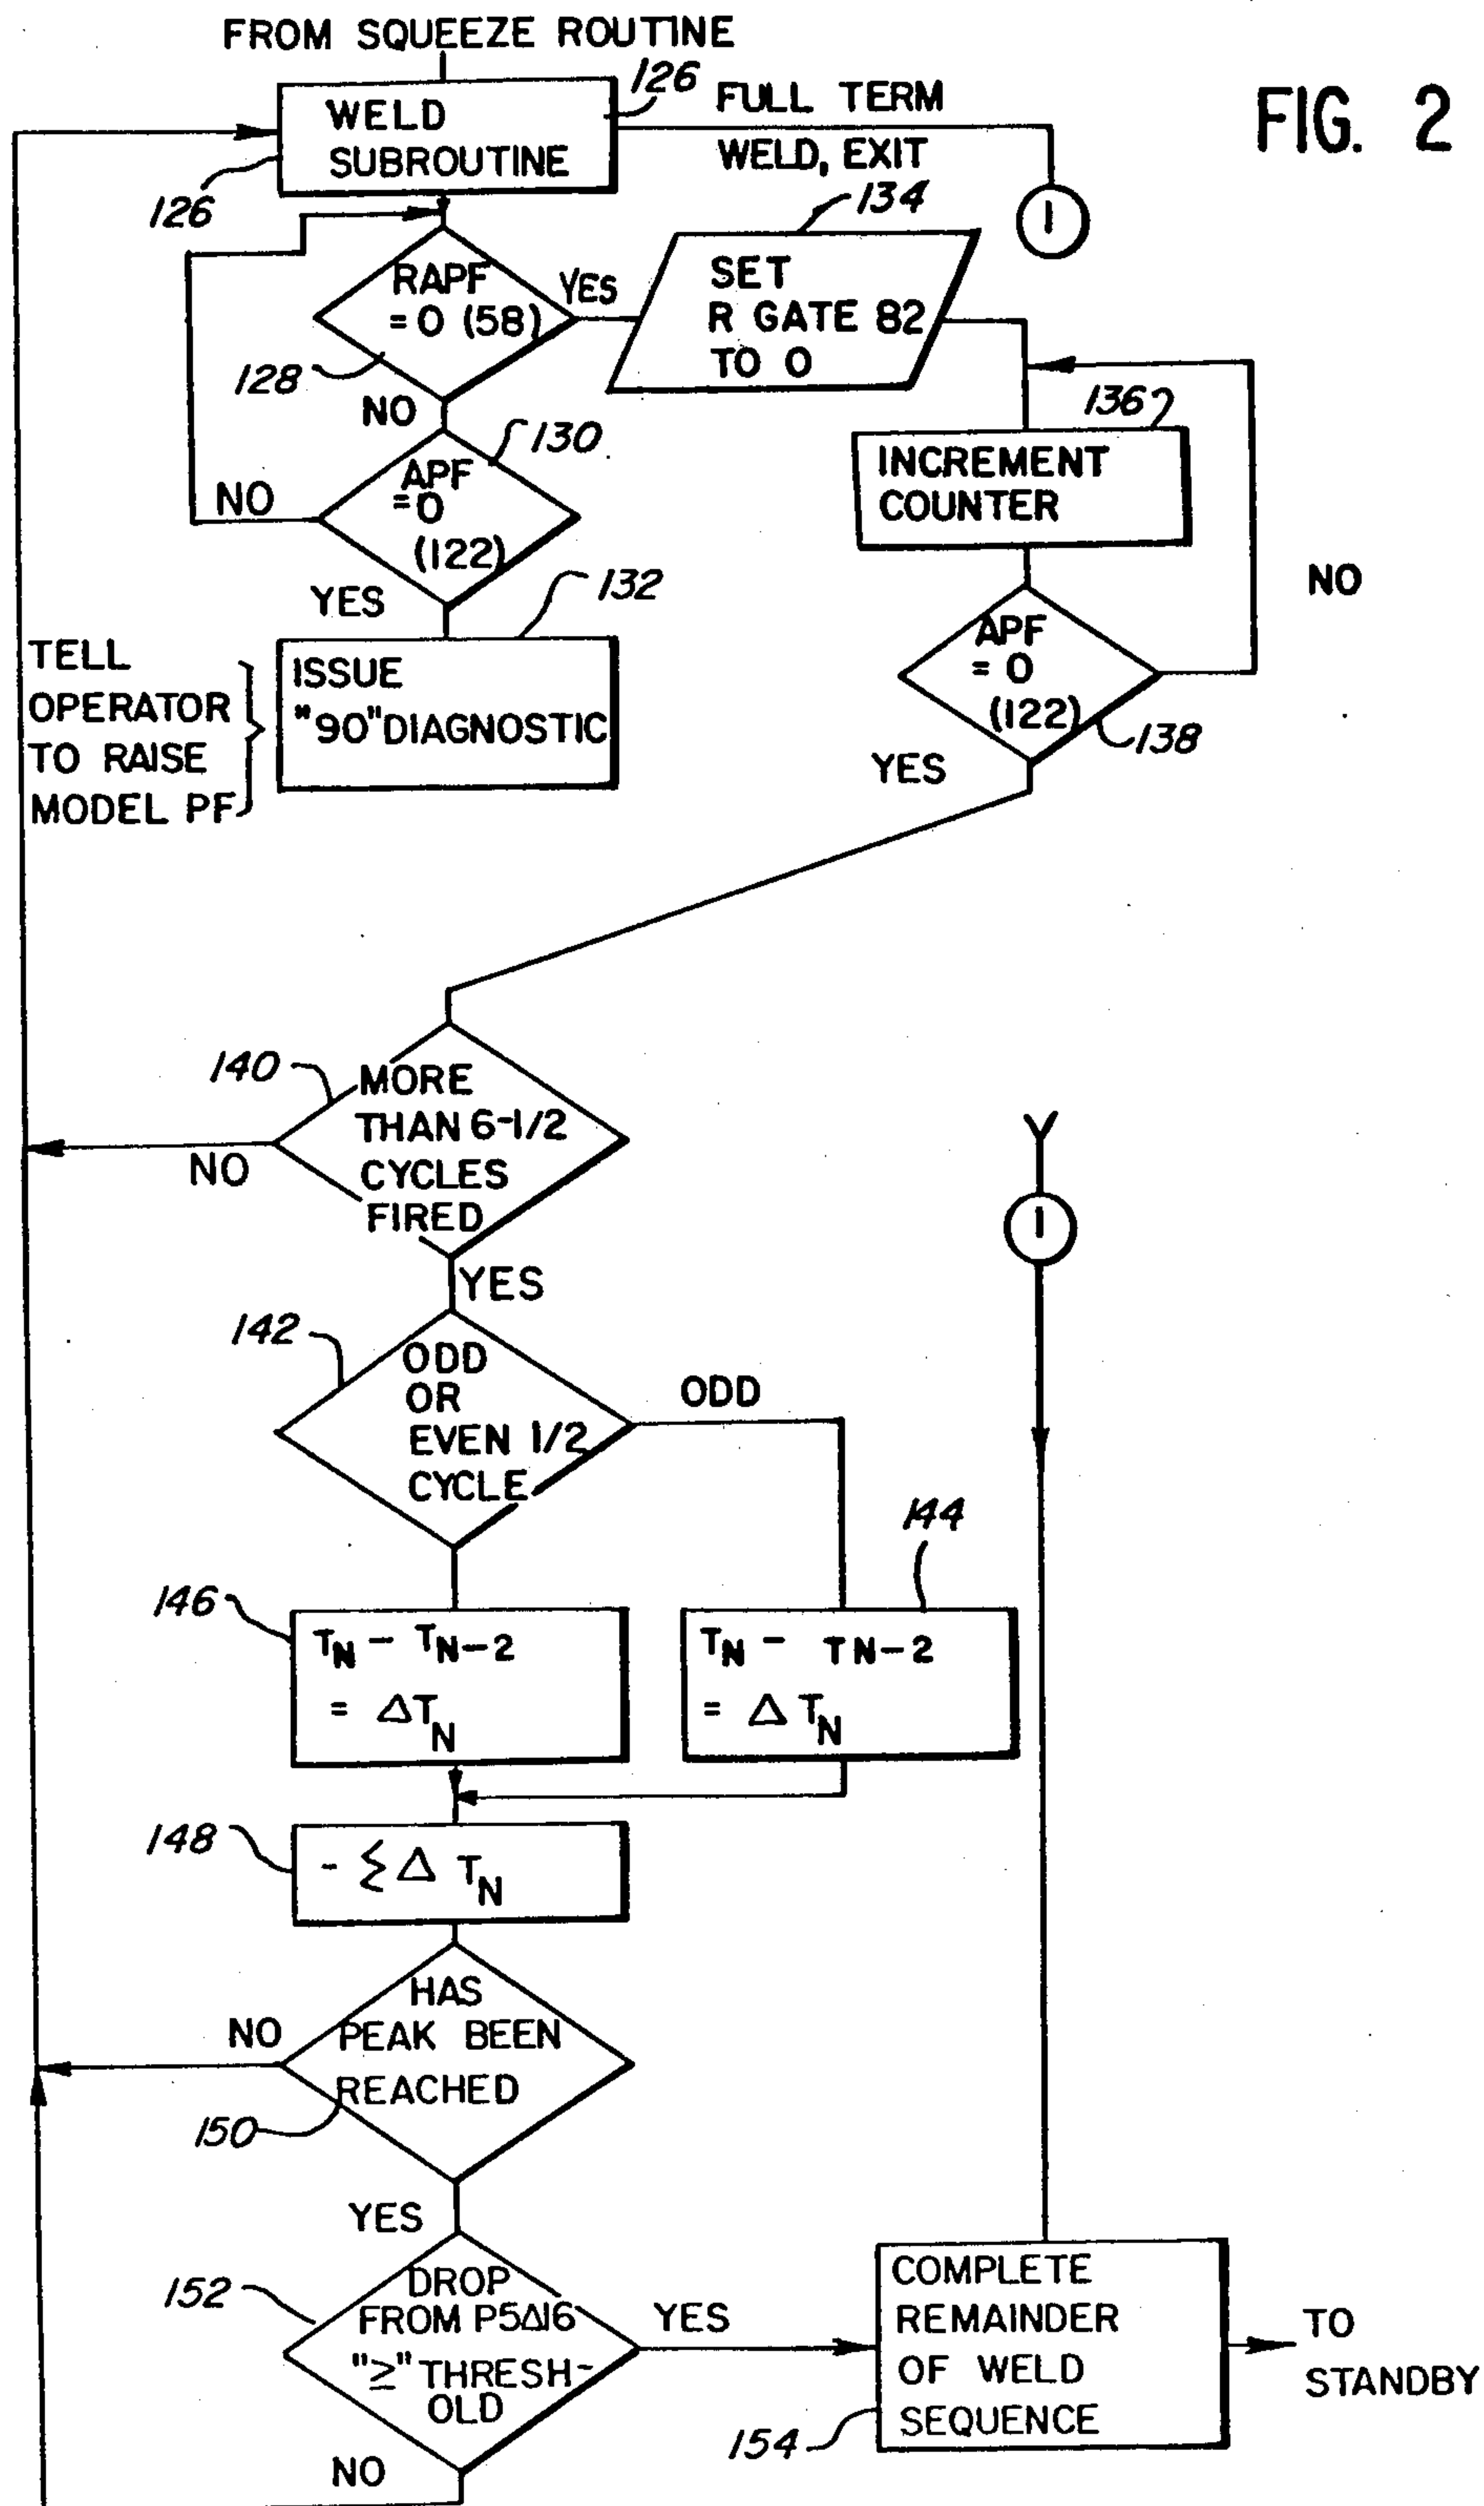 FROM SQUEEZE ROUTINE
FIG. 2
126
WELD
SUBROUTINE
126
FULL TERM
WELD, EXIT
1
134
RAPF
= 0 (58)
YES
128
NO
SET
R GATE 82
TO 0
136
INCREMENT
COUNTER
130
APF
=0
(122)
NO
YES
132
ISSUE
"90" DIAGNOSTIC
TELL
OPERATOR
TO RAISE
MODEL PF
APF
= 0
(122)
NO
138
YES
140
MORE
THAN 6-1/2
CYCLES
FIRED
NO
YES
1
142
ODD
OR
EVEN 1/2
CYCLE
ODD
146
TN - TN-2
= ΔTN
144
TN - TN-2
= Δ TN
148
- Σ Δ TN
HAS
PEAK BEEN
REACHED
NO
150
YES
152
DROP
FROM P5Δ16
"≥" THRESH-
OLD
YES
NO
COMPLETE
REMAINDER
OF WELD
SEQUENCE
154
TO
STANDBY